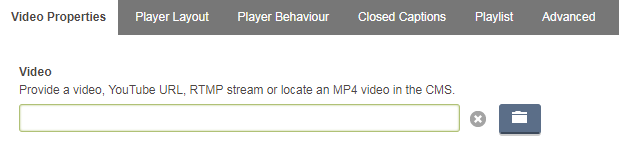 Video Properties Player Layout Player Behaviour Closed Captions Playlist Advanced
Video
Provide a video, YouTube URL, RTMP stream or locate an MP4 video in the CMS.